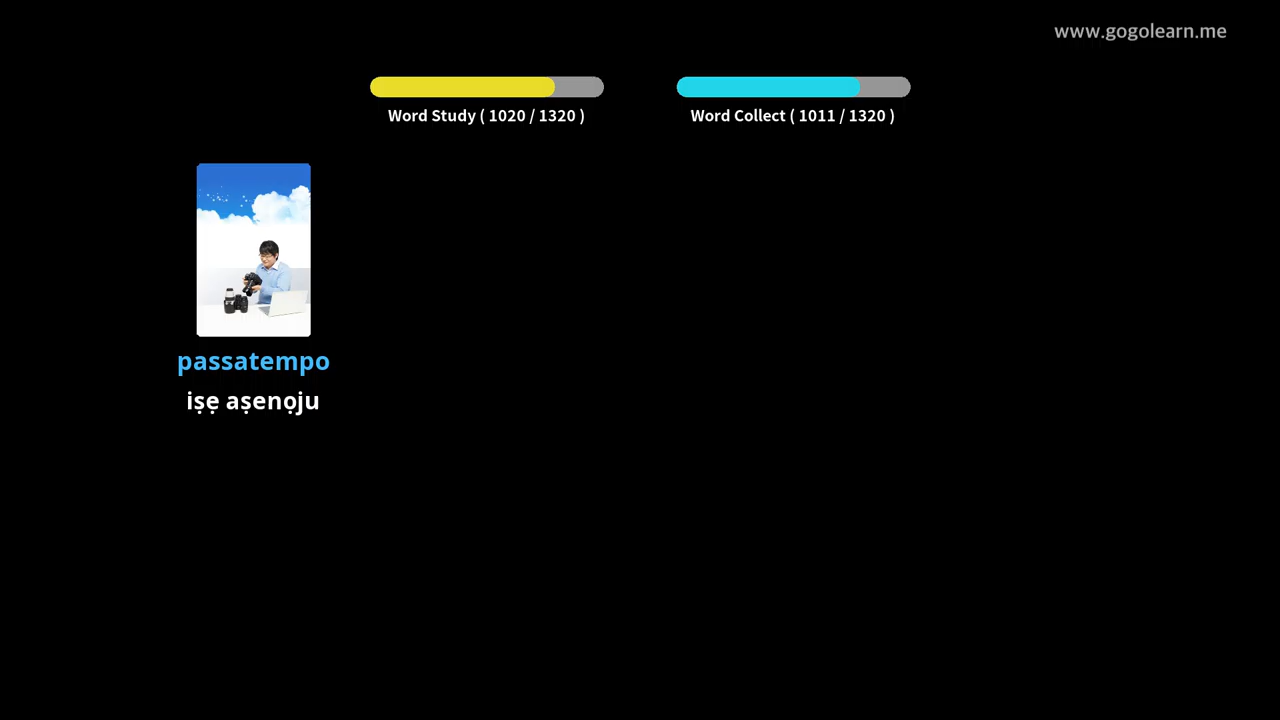 www.gogolearn.me
Word Study ( 1020 / 1320 )
Word Collect ( 1011 / 1320 )
passatempo
iṣẹ aṣenọju